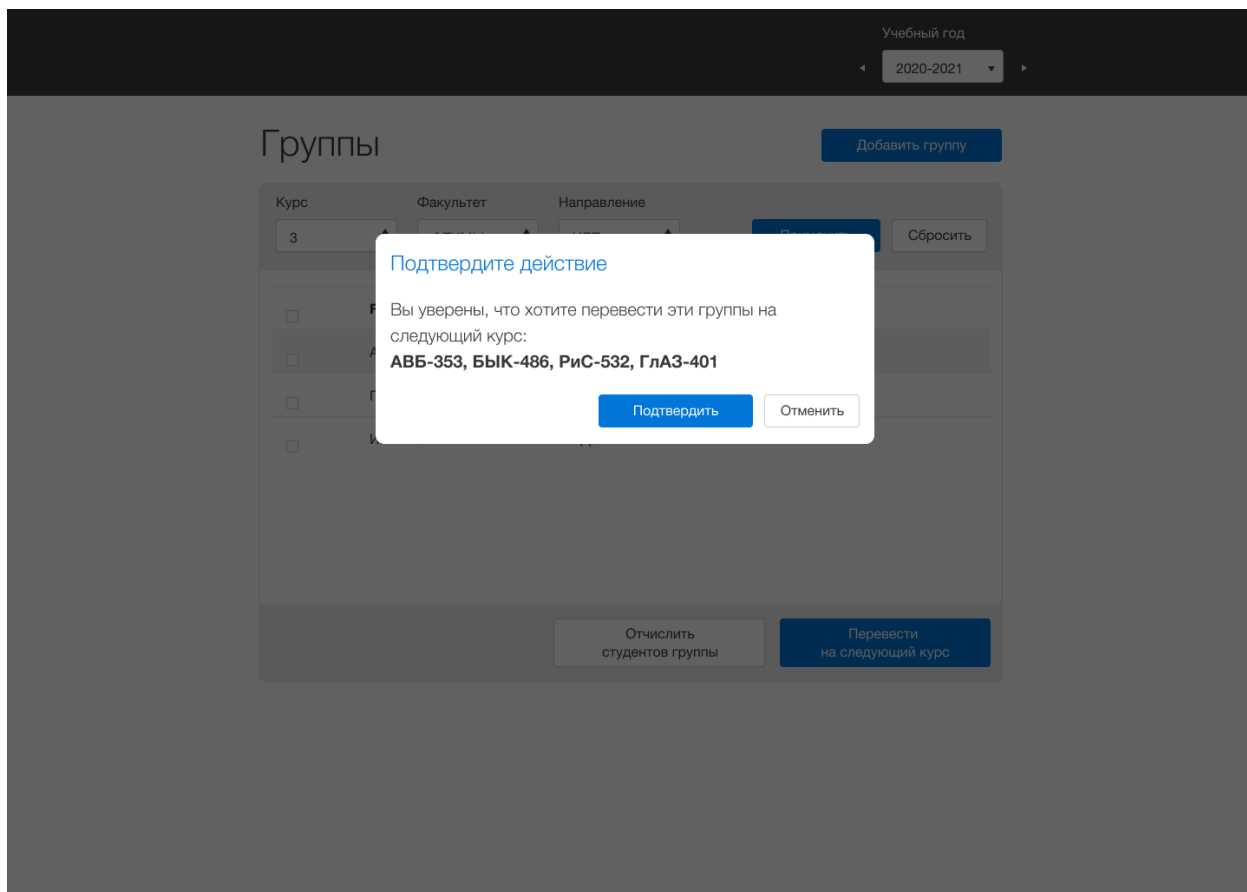 Учебный год
2020-2021
Группы
Добавить группу
Курс Факультет Направление
3 Сбросить
Подтвердите действие
Вы уверены, что хотите перевести эти группы на
следующий курс:
АВБ-353, БЫК-486, РиС-532, ГлАЗ-401
Подтвердить Отменить
Отчислить
студентов группы
Перевести
на следующий курс